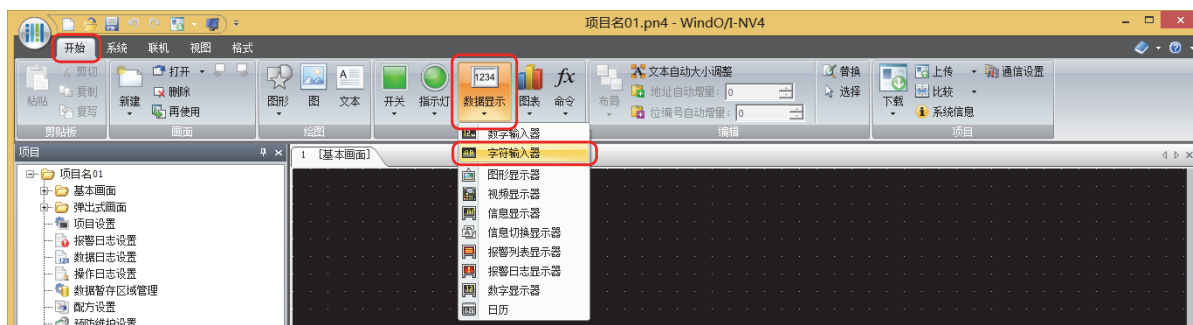 项目名01.pn4 - WindO/I-NV4
开始 系统 联机 视图 格式
粘贴 剪切 复制 复写
剪贴板
新建 打开 删除 再使用
画面
图形 图 文本
绘图
开关 指示灯 1234 数据显示 图表 fx 命令
布局 文本自动大小调整 地址自动增量: 0 位编号自动增量: 0 替换 选择
编辑
下载 上传 比较 系统信息 通信设置
项目
数字输入器
字符输入器
图形显示器
视频显示器
信息显示器
信息切换显示器
报警列表显示器
报警日志显示器
数字显示器
日历
项目
1 [基本画面]
项目名01
基本画面
弹出式画面
项目设置
报警日志设置
数据日志设置
操作日志设置
数据暂存区域管理
配方设置
预防维护设置